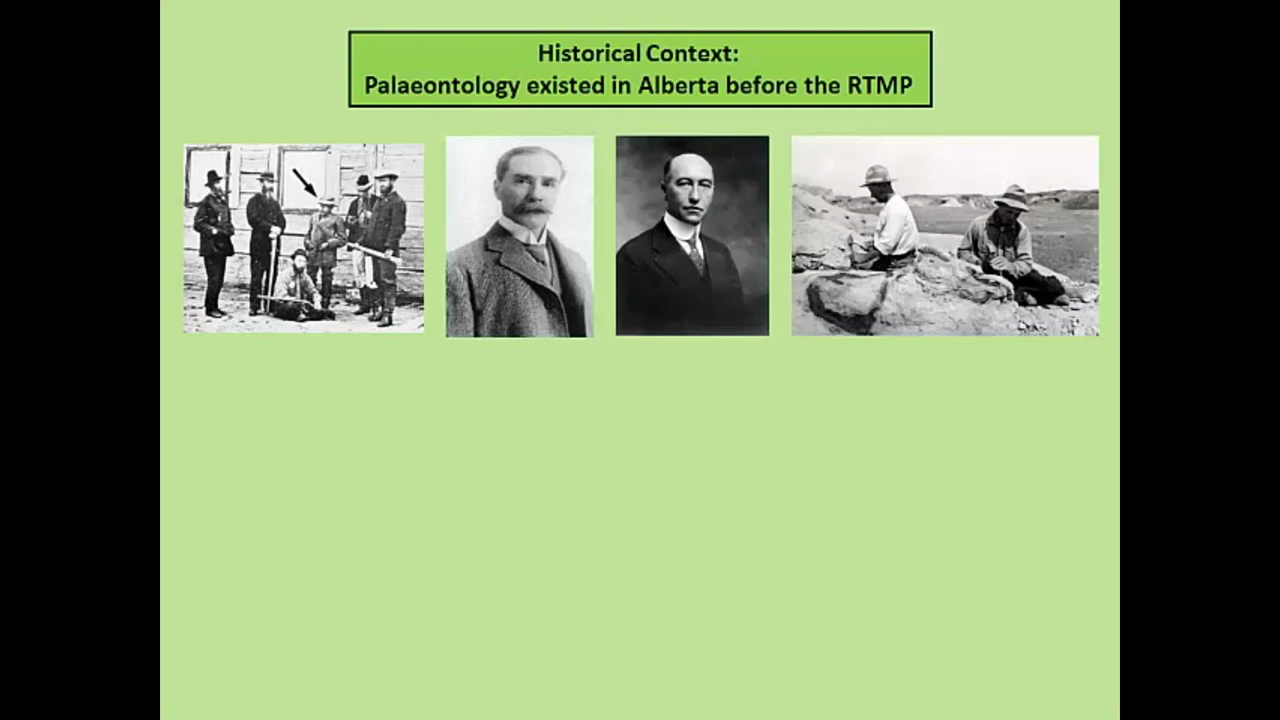 Historical Context:
Palaeontology existed in Alberta before the RTMP